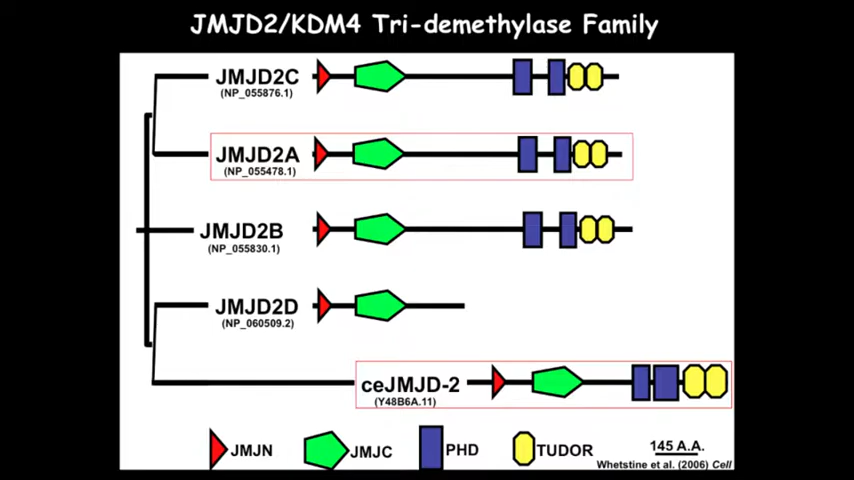 JMJD2/KDM4 Tri-demethylase Family
JMJD2C
(NP_055876.1)
JMJD2A
(NP_055478.1)
JMJD2B
(NP_055830.1)
JMJD2D
(NP_060509.2)
ceJMJD-2
(Y48B6A.11)
JMJN JMJC PHD TUDOR 145 A.A.
Whetstine et al. (2006) Cell